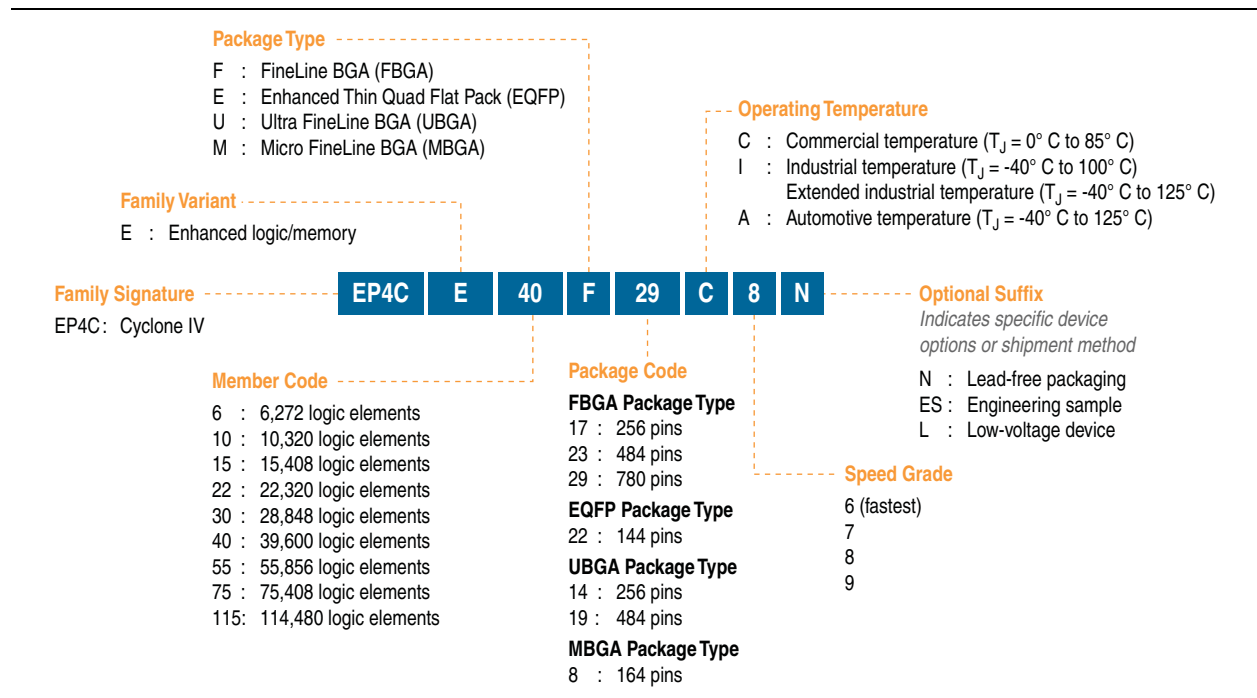 Package Type
F : FineLine BGA (FBGA)
E : Enhanced Thin Quad Flat Pack (EQFP)
U : Ultra FineLine BGA (UBGA)
M : Micro FineLine BGA (MBGA)
Operating Temperature
C : Commercial temperature (TJ = 0° C to 85° C)
I : Industrial temperature (TJ = -40° C to 100° C)
Extended industrial temperature (TJ = -40° C to 125° C)
A : Automotive temperature (TJ = -40° C to 125° C)
Family Variant
E : Enhanced logic/memory
EP4C E 40 F 29 C 8 N
Family Signature
EP4C : Cyclone IV
Optional Suffix
Indicates specific device
options or shipment method
N : Lead-free packaging
ES : Engineering sample
L : Low-voltage device
Member Code
6 : 6,272 logic elements
10 : 10,320 logic elements
15 : 15,408 logic elements
22 : 22,320 logic elements
30 : 28,848 logic elements
40 : 39,600 logic elements
55 : 55,856 logic elements
75 : 75,408 logic elements
115: 114,480 logic elements
Package Code
FBGA Package Type
17 : 256 pins
23 : 484 pins
29 : 780 pins
EQFP Package Type
22 : 144 pins
UBGA Package Type
14 : 256 pins
19 : 484 pins
MBGA Package Type
8 : 164 pins
Speed Grade
6 (fastest)
7
8
9